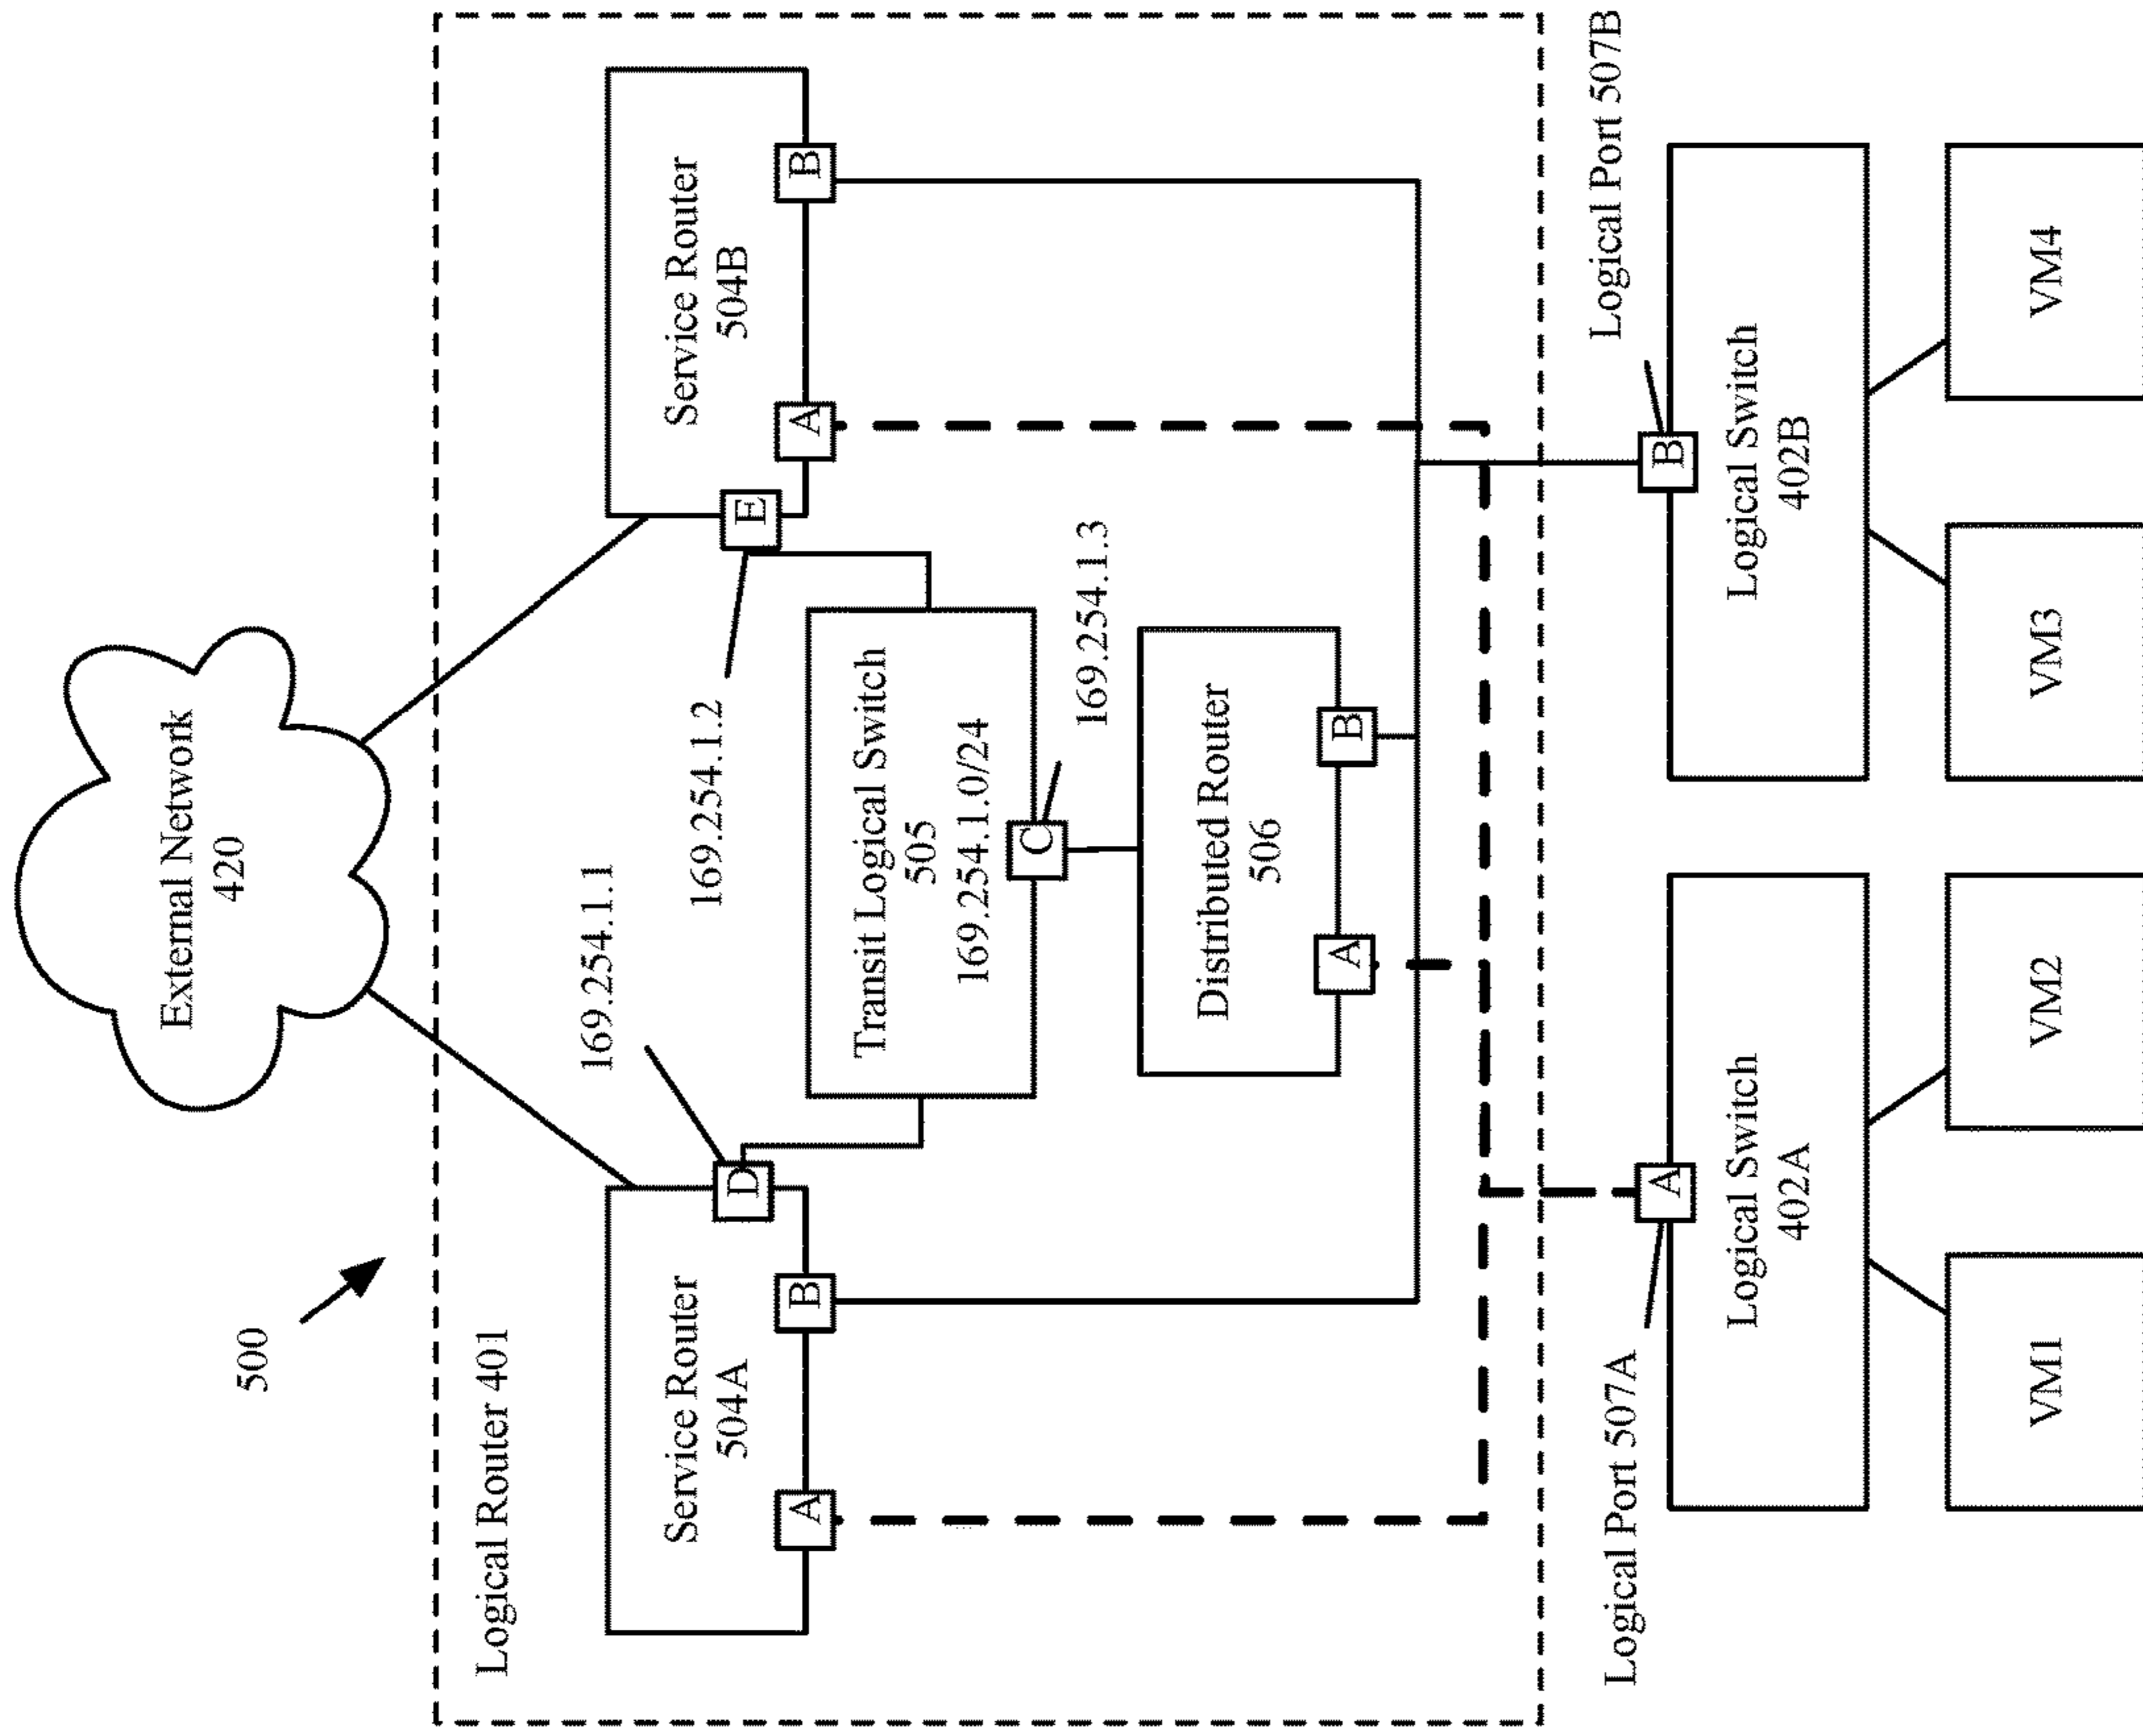 500
External Network
420
Logical Router 401
169.254.1.1
169.254.1.2
Service Router
504A
D
A
B
Service Router
504B
E
A
B
Transit Logical Switch
505
169.254.1.0/24
C
169.254.1.3
Distributed Router
506
A
B
Logical Port 507A
Logical Port 507B
A
Logical Switch
402A
B
Logical Switch
402B
VM1
VM2
VM3
VM4